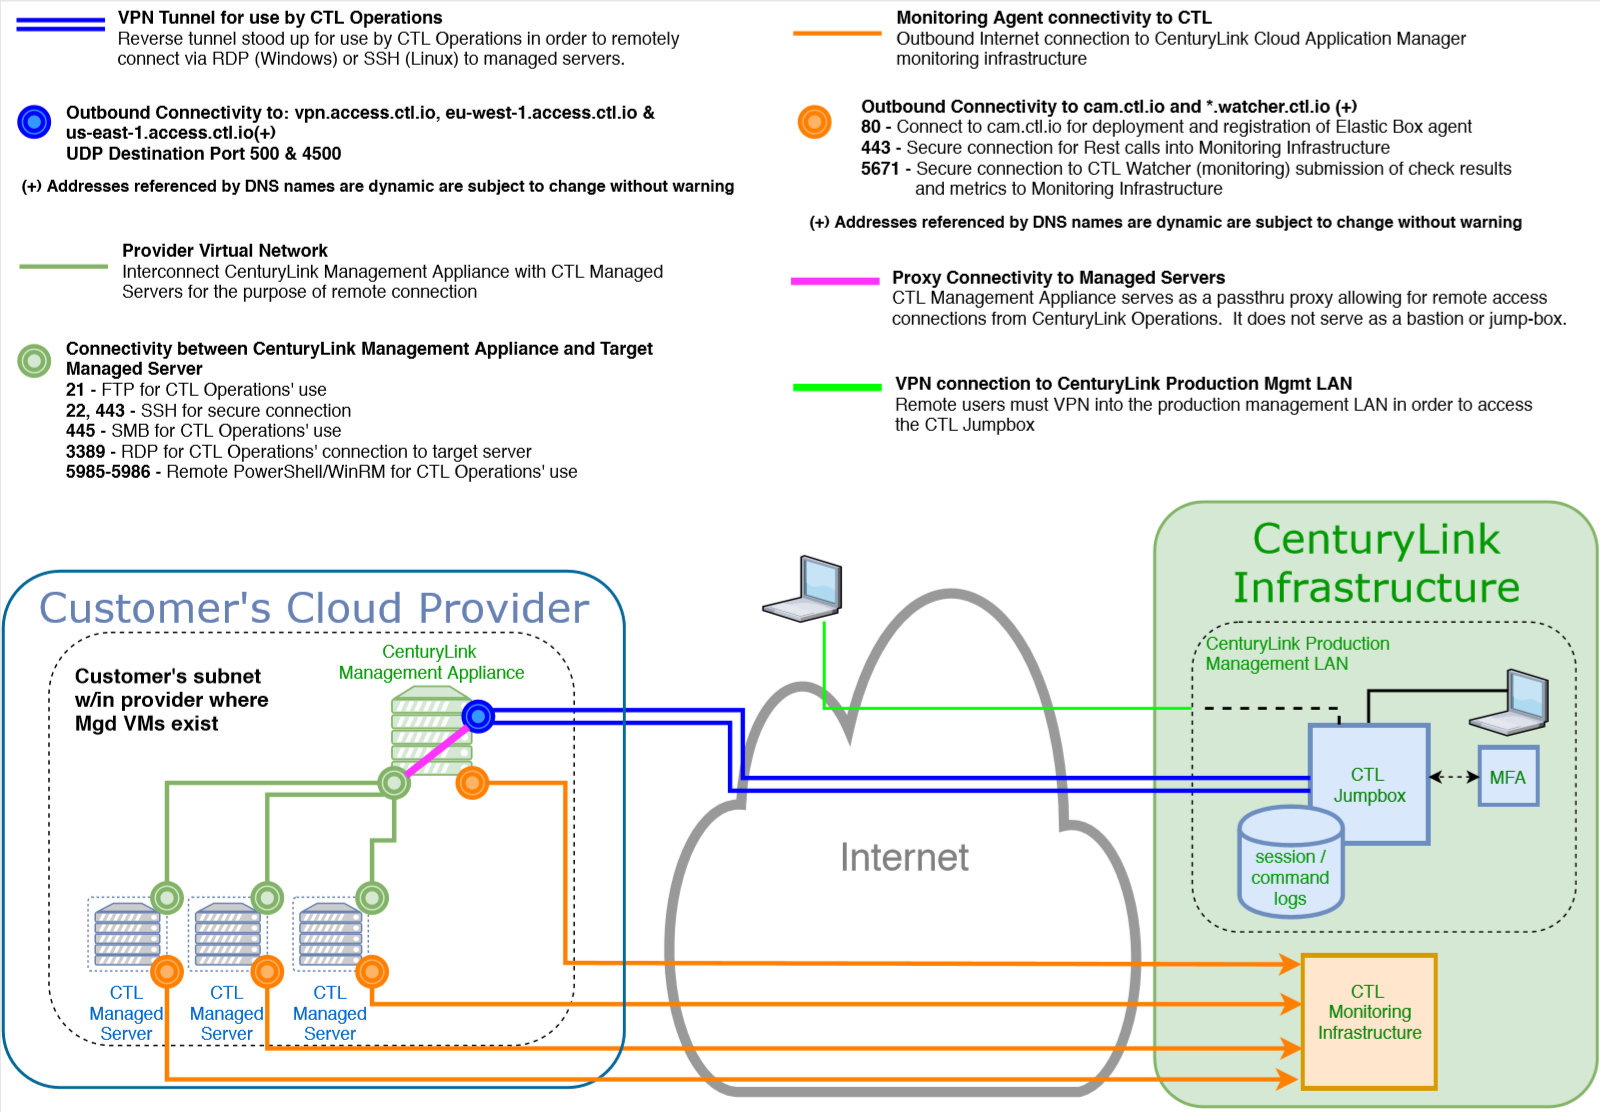 VPN Tunnel for use by CTL Operations
Reverse tunnel stood up for use by CTL Operations in order to remotely
connect via RDP (Windows) or SSH (Linux) to managed servers.
Outbound Connectivity to: vpn.access.ctl.io, eu-west-1.access.ctl.io &
us-east-1.access.ctl.io(+)
UDP Destination Port 500 & 4500
(+) Addresses referenced by DNS names are dynamic are subject to change without warning
Provider Virtual Network
Interconnect CenturyLink Management Appliance with CTL Managed
Servers for the purpose of remote connection
Connectivity between CenturyLink Management Appliance and Target
Managed Server
21 - FTP for CTL Operations' use
22, 443 - SSH for secure connection
445 - SMB for CTL Operations' use
3389 - RDP for CTL Operations' connection to target server
5985-5986 - Remote PowerShell/WinRM for CTL Operations' use
Monitoring Agent connectivity to CTL
Outbound Internet connection to CenturyLink Cloud Application Manager
monitoring infrastructure
Outbound Connectivity to cam.ctl.io and *.watcher.ctl.io (+)
80 - Connect to cam.ctl.io for deployment and registration of Elastic Box agent
443 - Secure connection for Rest calls into Monitoring Infrastructure
5671 - Secure connection to CTL Watcher (monitoring) submission of check results
and metrics to Monitoring Infrastructure
(+) Addresses referenced by DNS names are dynamic are subject to change without warning
Proxy Connectivity to Managed Servers
CTL Management Appliance serves as a passthru proxy allowing for remote access
connections from CenturyLink Operations.  It does not serve as a bastion or jump-box.
VPN connection to CenturyLink Production Mgmt LAN
Remote users must VPN into the production management LAN in order to access
the CTL Jumpbox
Customer's Cloud Provider
Customer's subnet
w/in provider where
Mgd VMs exist
CenturyLink
Management Appliance
CTL
Managed
Server
CTL
Managed
Server
CTL
Managed
Server
Internet
CenturyLink
Infrastructure
CenturyLink Production
Management LAN
CTL
Jumpbox
MFA
session /
command
logs
CTL
Monitoring
Infrastructure